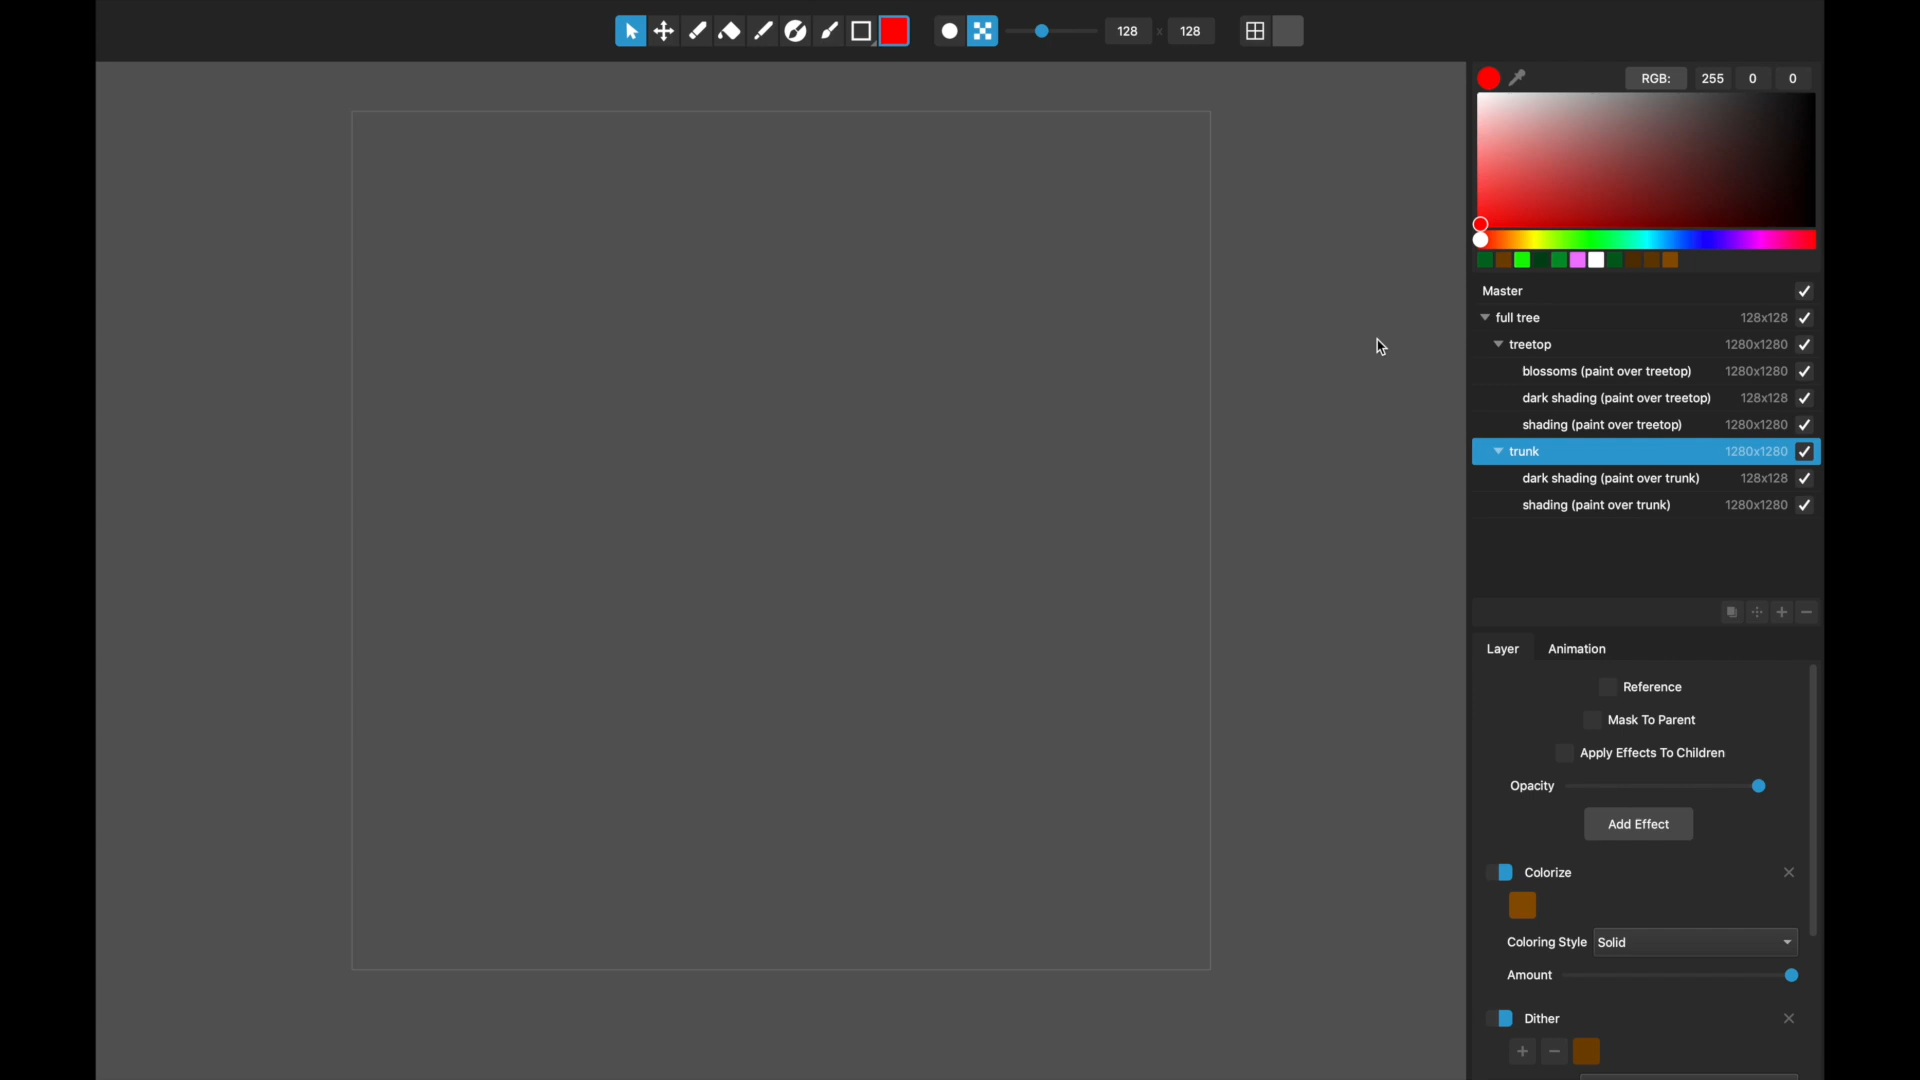 128 x 128
RGB: 255 0 0
Master
full tree 128x128
treetop 1280x1280
blossoms (paint over treetop) 1280x1280
dark shading (paint over treetop) 128x128
shading (paint over treetop) 1280x1280
trunk 1280x1280
dark shading (paint over trunk) 128x128
shading (paint over trunk) 1280x1280
Layer Animation
Reference
Mask To Parent
Apply Effects To Children
Opacity
Add Effect
Colorize
Coloring Style Solid
Amount
Dither